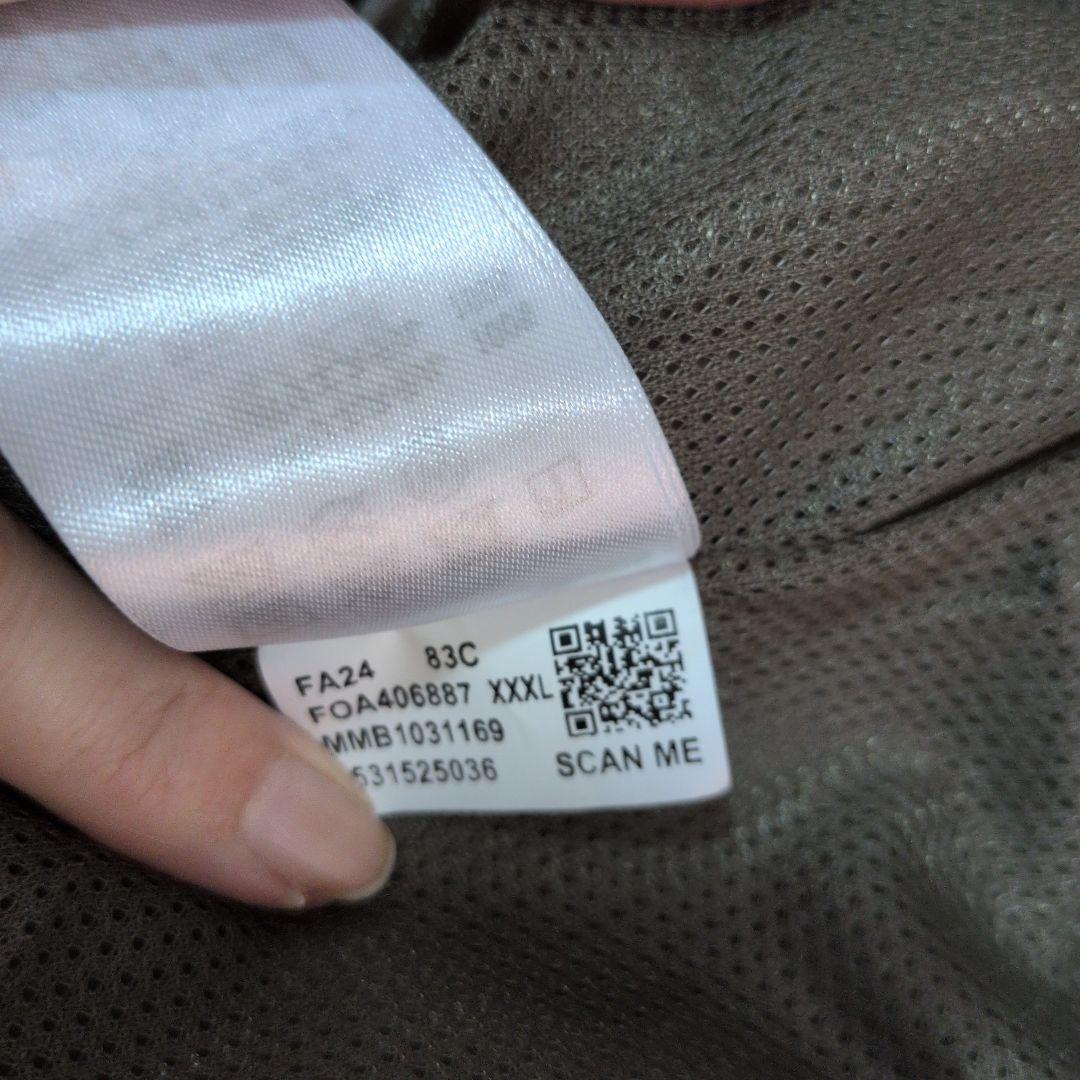 FA24 83C
FOA406887 XXXL
MMB1031169
531525036
SCAN ME